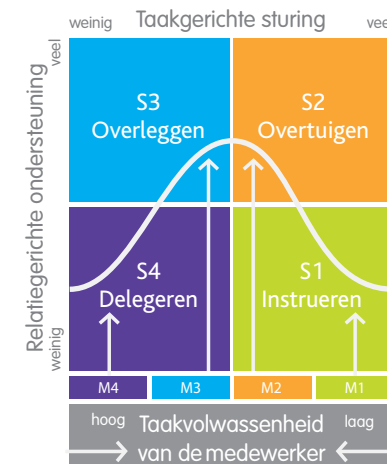 weinig Taakgerichte sturing vee
Relatiegerichte ondersteuning
veel
weinig
S3
Overleggen
S2
Overtuigen
S4
Delegeren
S1
Instrueren
M4 M3 M2 M1
hoog Taakvolwassenheid laag
van de medewerker